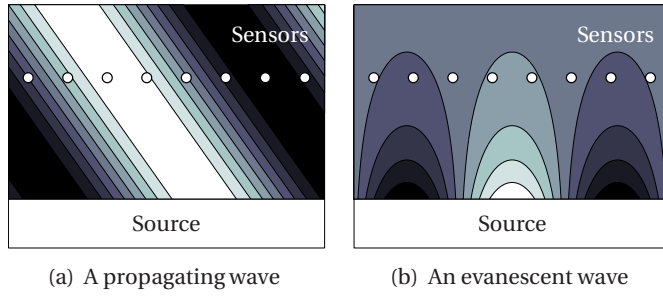 Sensors
Sensors
Source
Source
(a) A propagating wave
(b) An evanescent wave